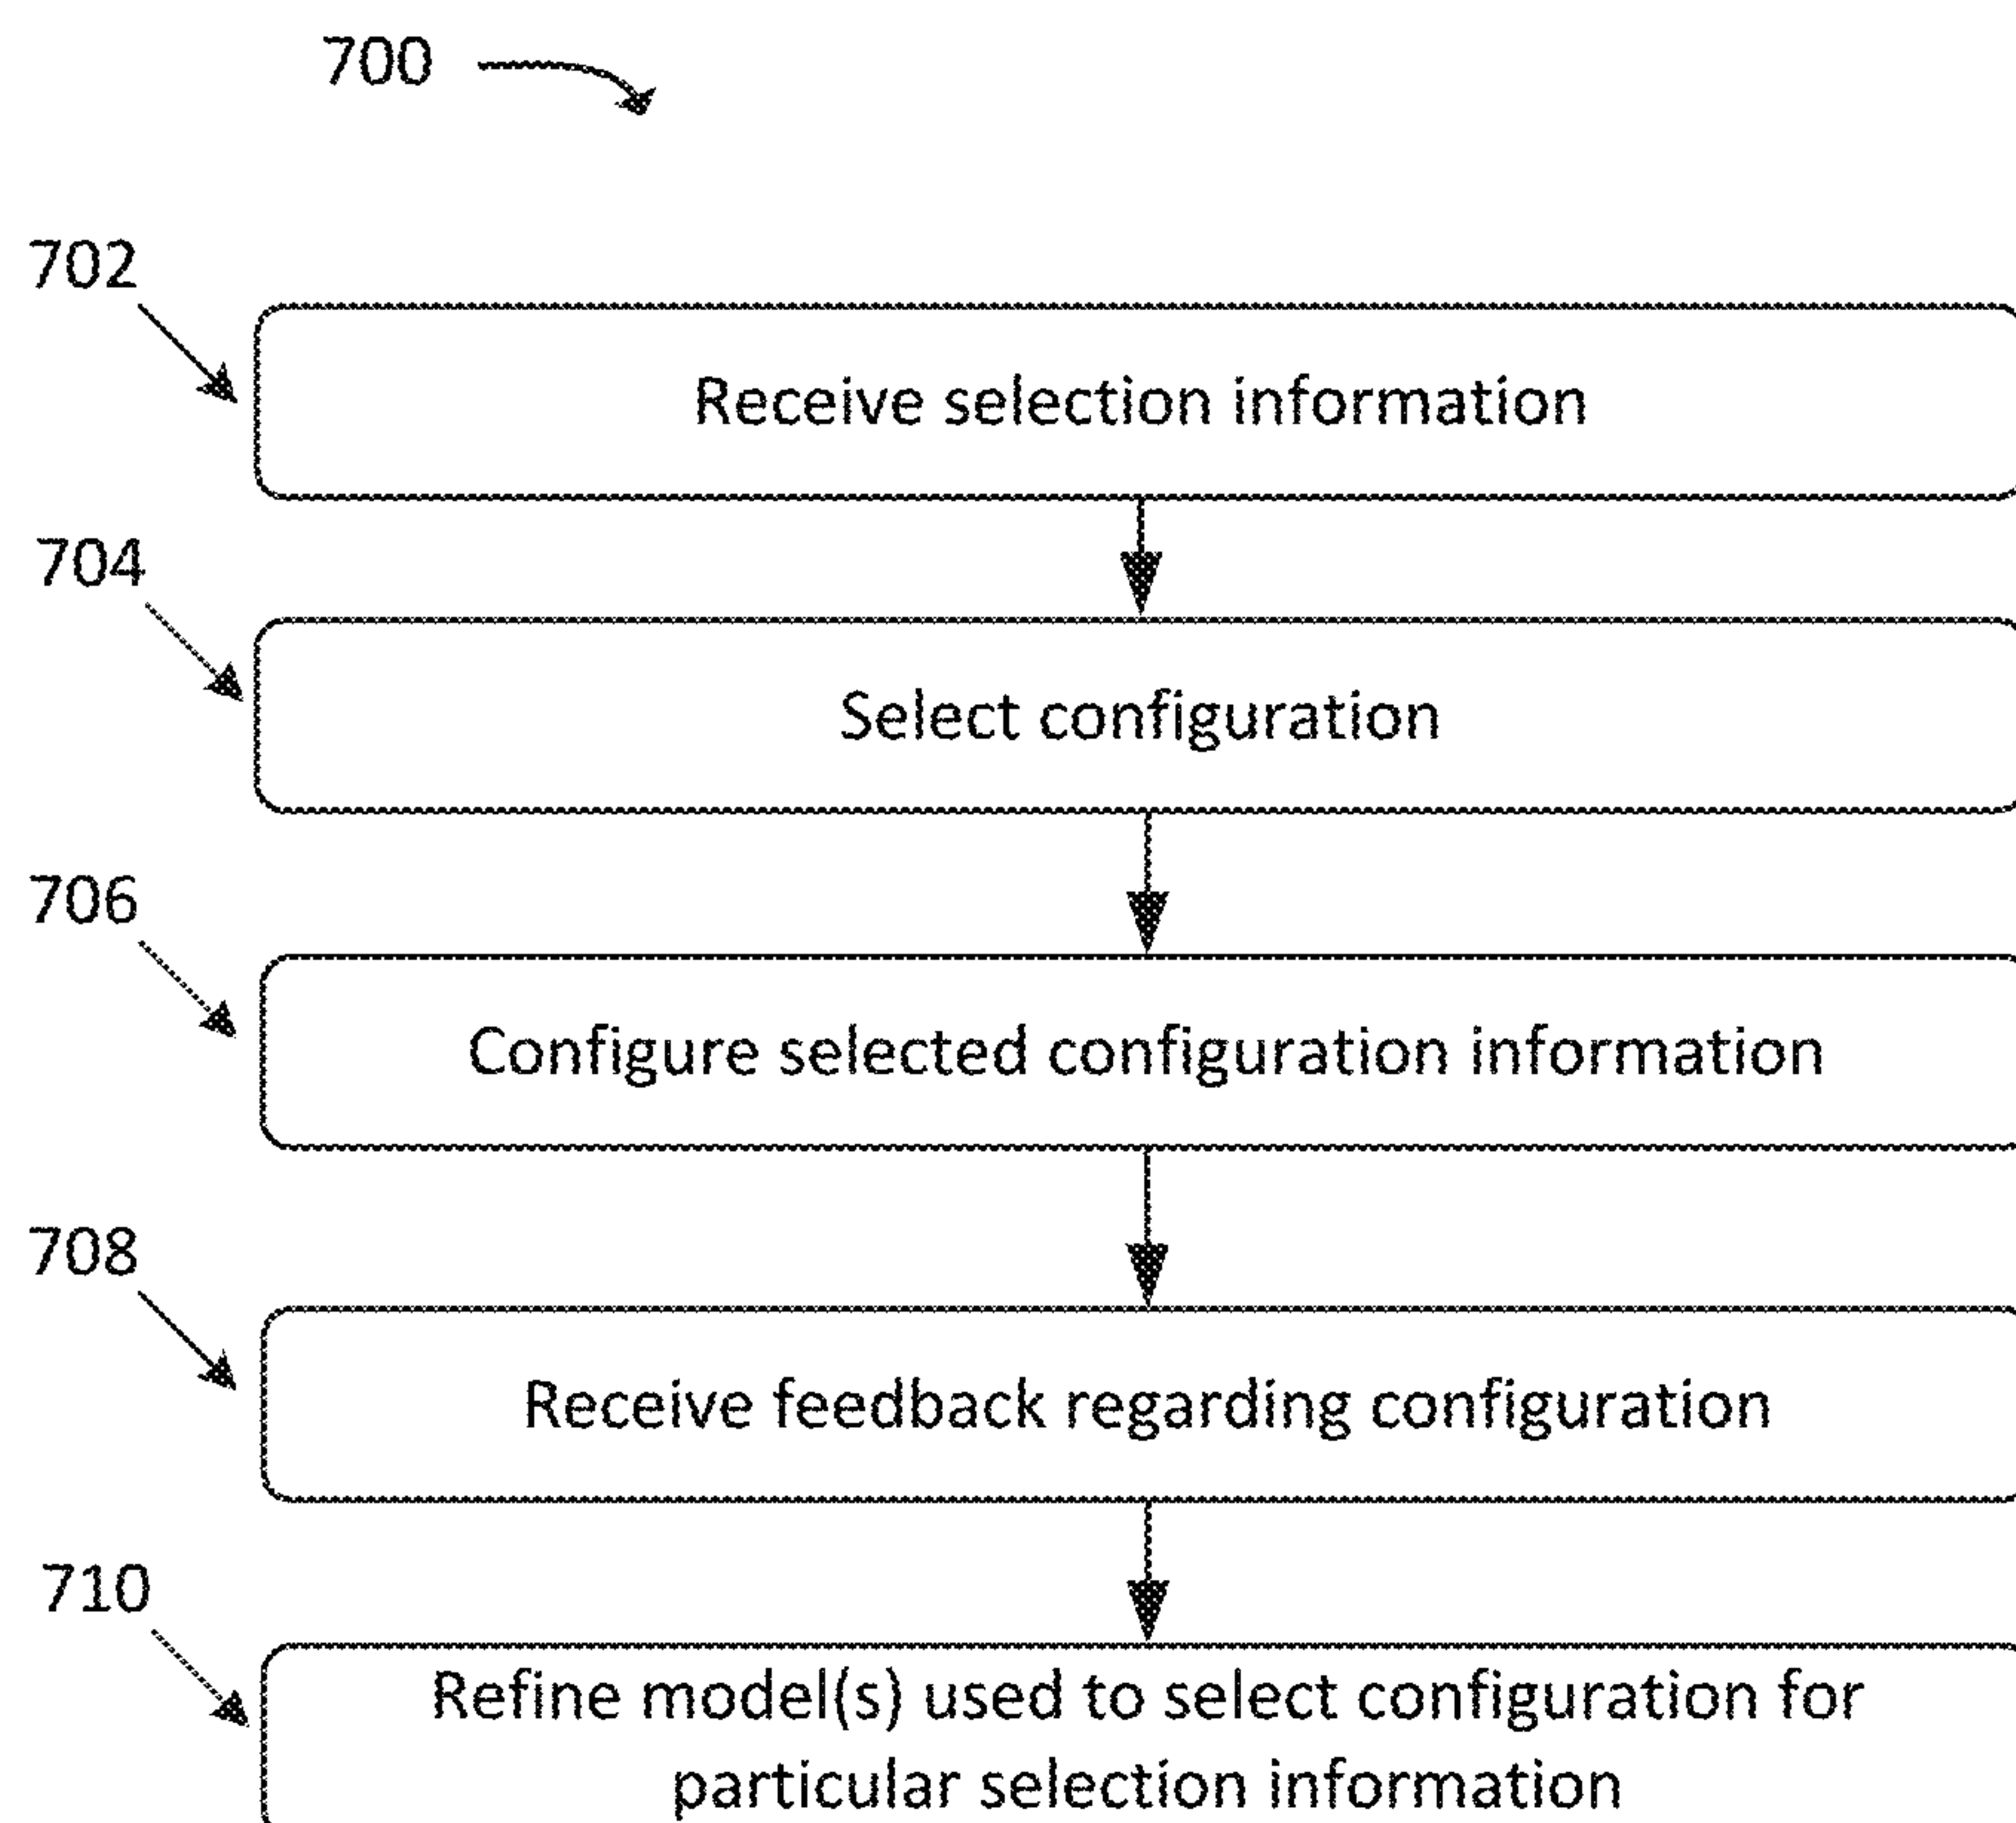 700
702
Receive selection information
704
Select configuration
706
Configure selected configuration information
708
Receive feedback regarding configuration
710
Refine model(s) used to select configuration for
particular selection information